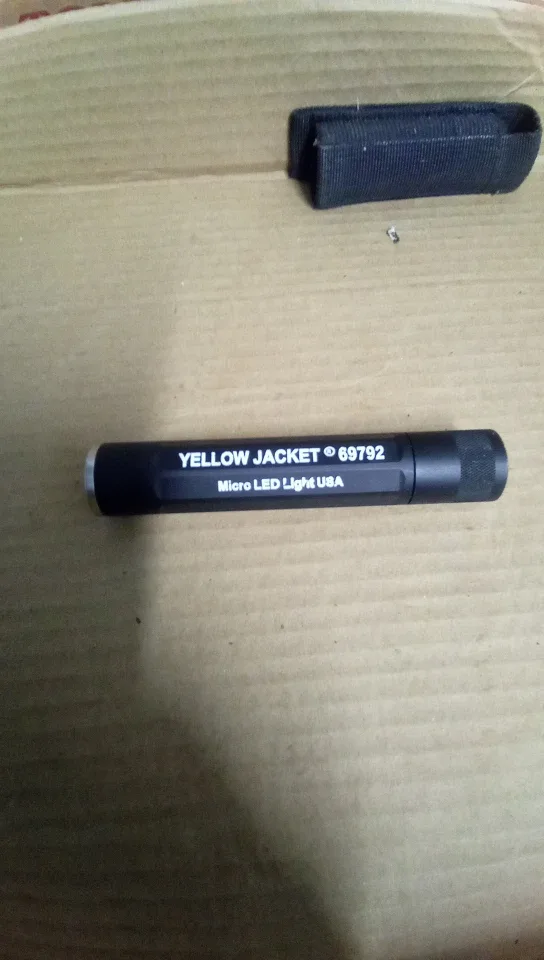 YELLOW JACKET ® 69792
Micro LED Light USA